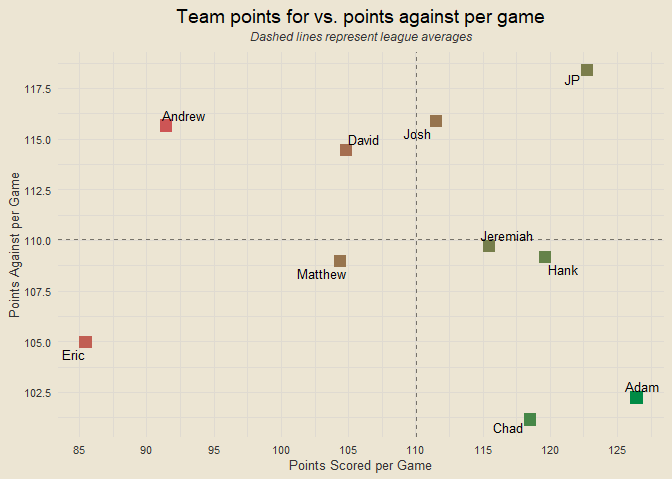 Team points for vs. points against per game
Dashed lines represent league averages
JP
Andrew
Josh
David
Jeremiah
Matthew
Hank
Eric
Adam
Chad
117.5
115.0
112.5
110.0
107.5
105.0
102.5
Points Against per Game
85 90 95 100 105 110 115 120 125
Points Scored per Game